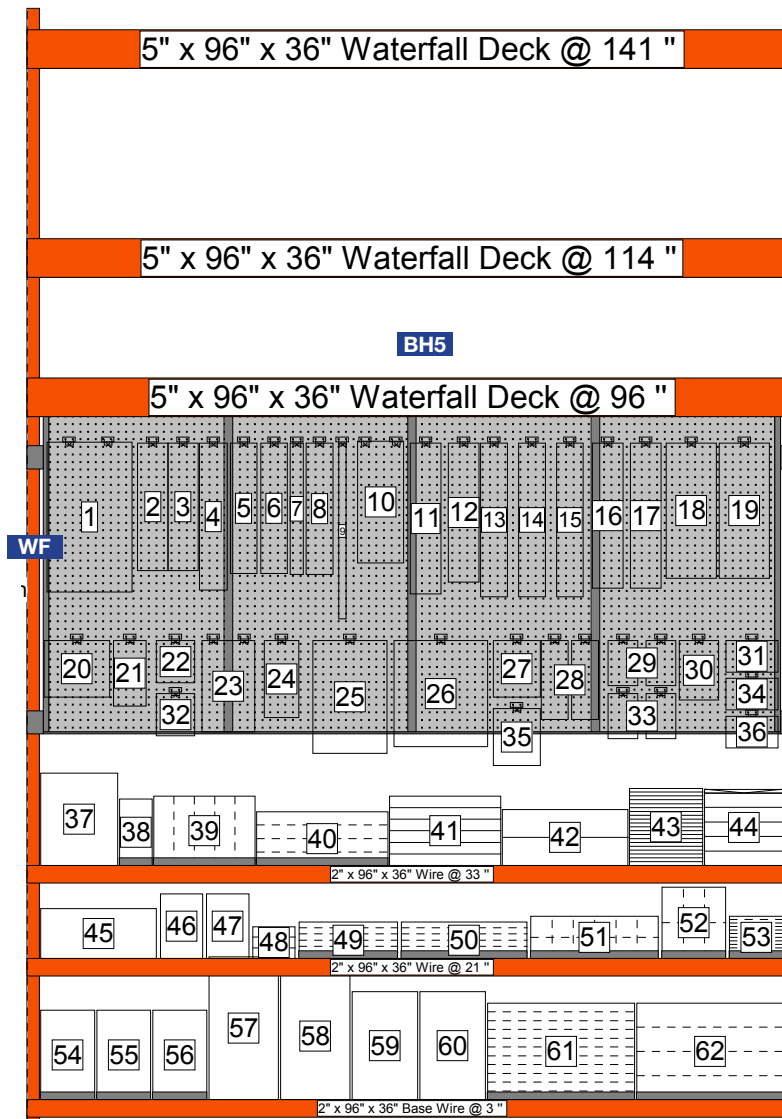 5" x 96" x 36" Waterfall Deck @ 141 "
5" x 96" x 36" Waterfall Deck @ 114 "
BH5
5" x 96" x 36" Waterfall Deck @ 96 "
1 2 3 4 5 6 7 8 9 10 11 12 13 14 15 16 17 18 19
WF
20 21 22 23 24 25 26 27 28 29 30 31
32 33 34
35 36
37 38 39 40 41 42 43 44
2" x 96" x 36" Wire @ 33 "
45 46 47 48 49 50 51 52 53
2" x 96" x 36" Wire @ 21 "
54 55 56 57 58 59 60 61 62
2" x 96" x 36" Base Wire @ 3 "